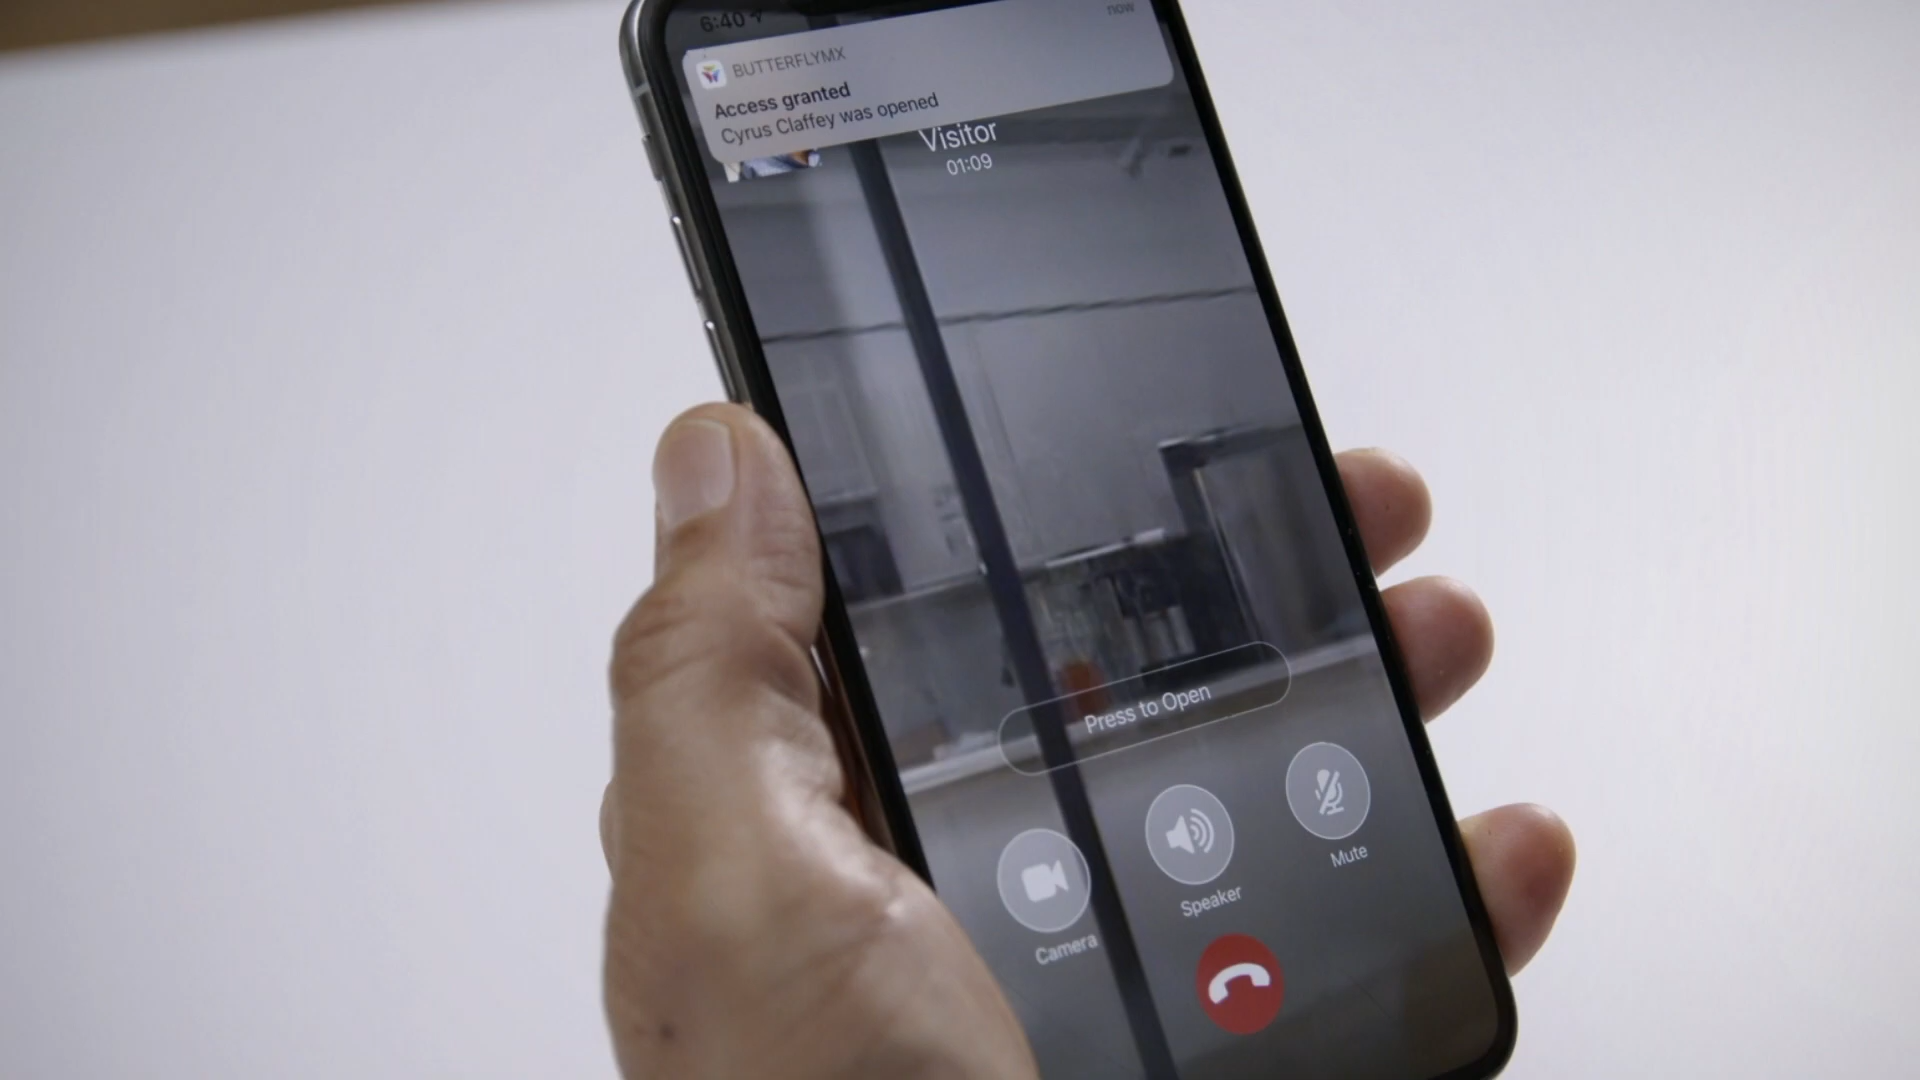 6:40
now
BUTTERFLYMX
Access granted
Cyrus Claffey was opened
Visitor
01:09
Press to Open
Camera
Speaker
Mute